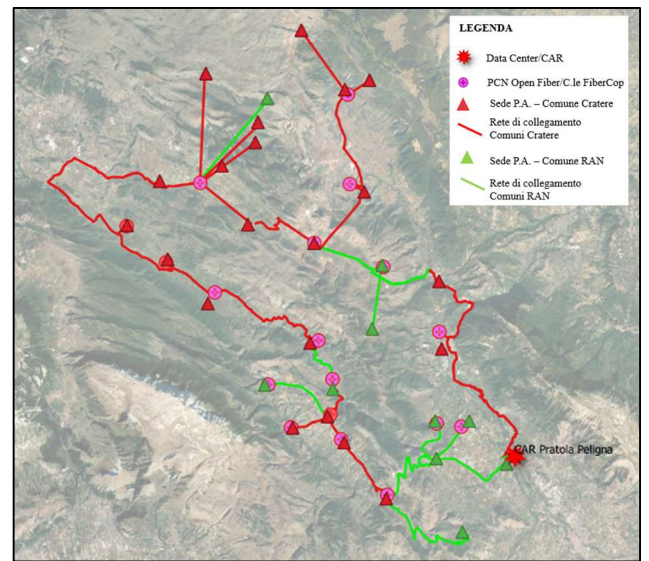 LEGENDA
Data Center/CAR
PCN Open Fiber/C.le FiberCop
Sede P.A. – Comune Cratere
Rete di collegamento
Comuni Cratere
Sede P.A. – Comune RAN
Rete di collegamento
Comuni RAN
CAR Pratola Peligna